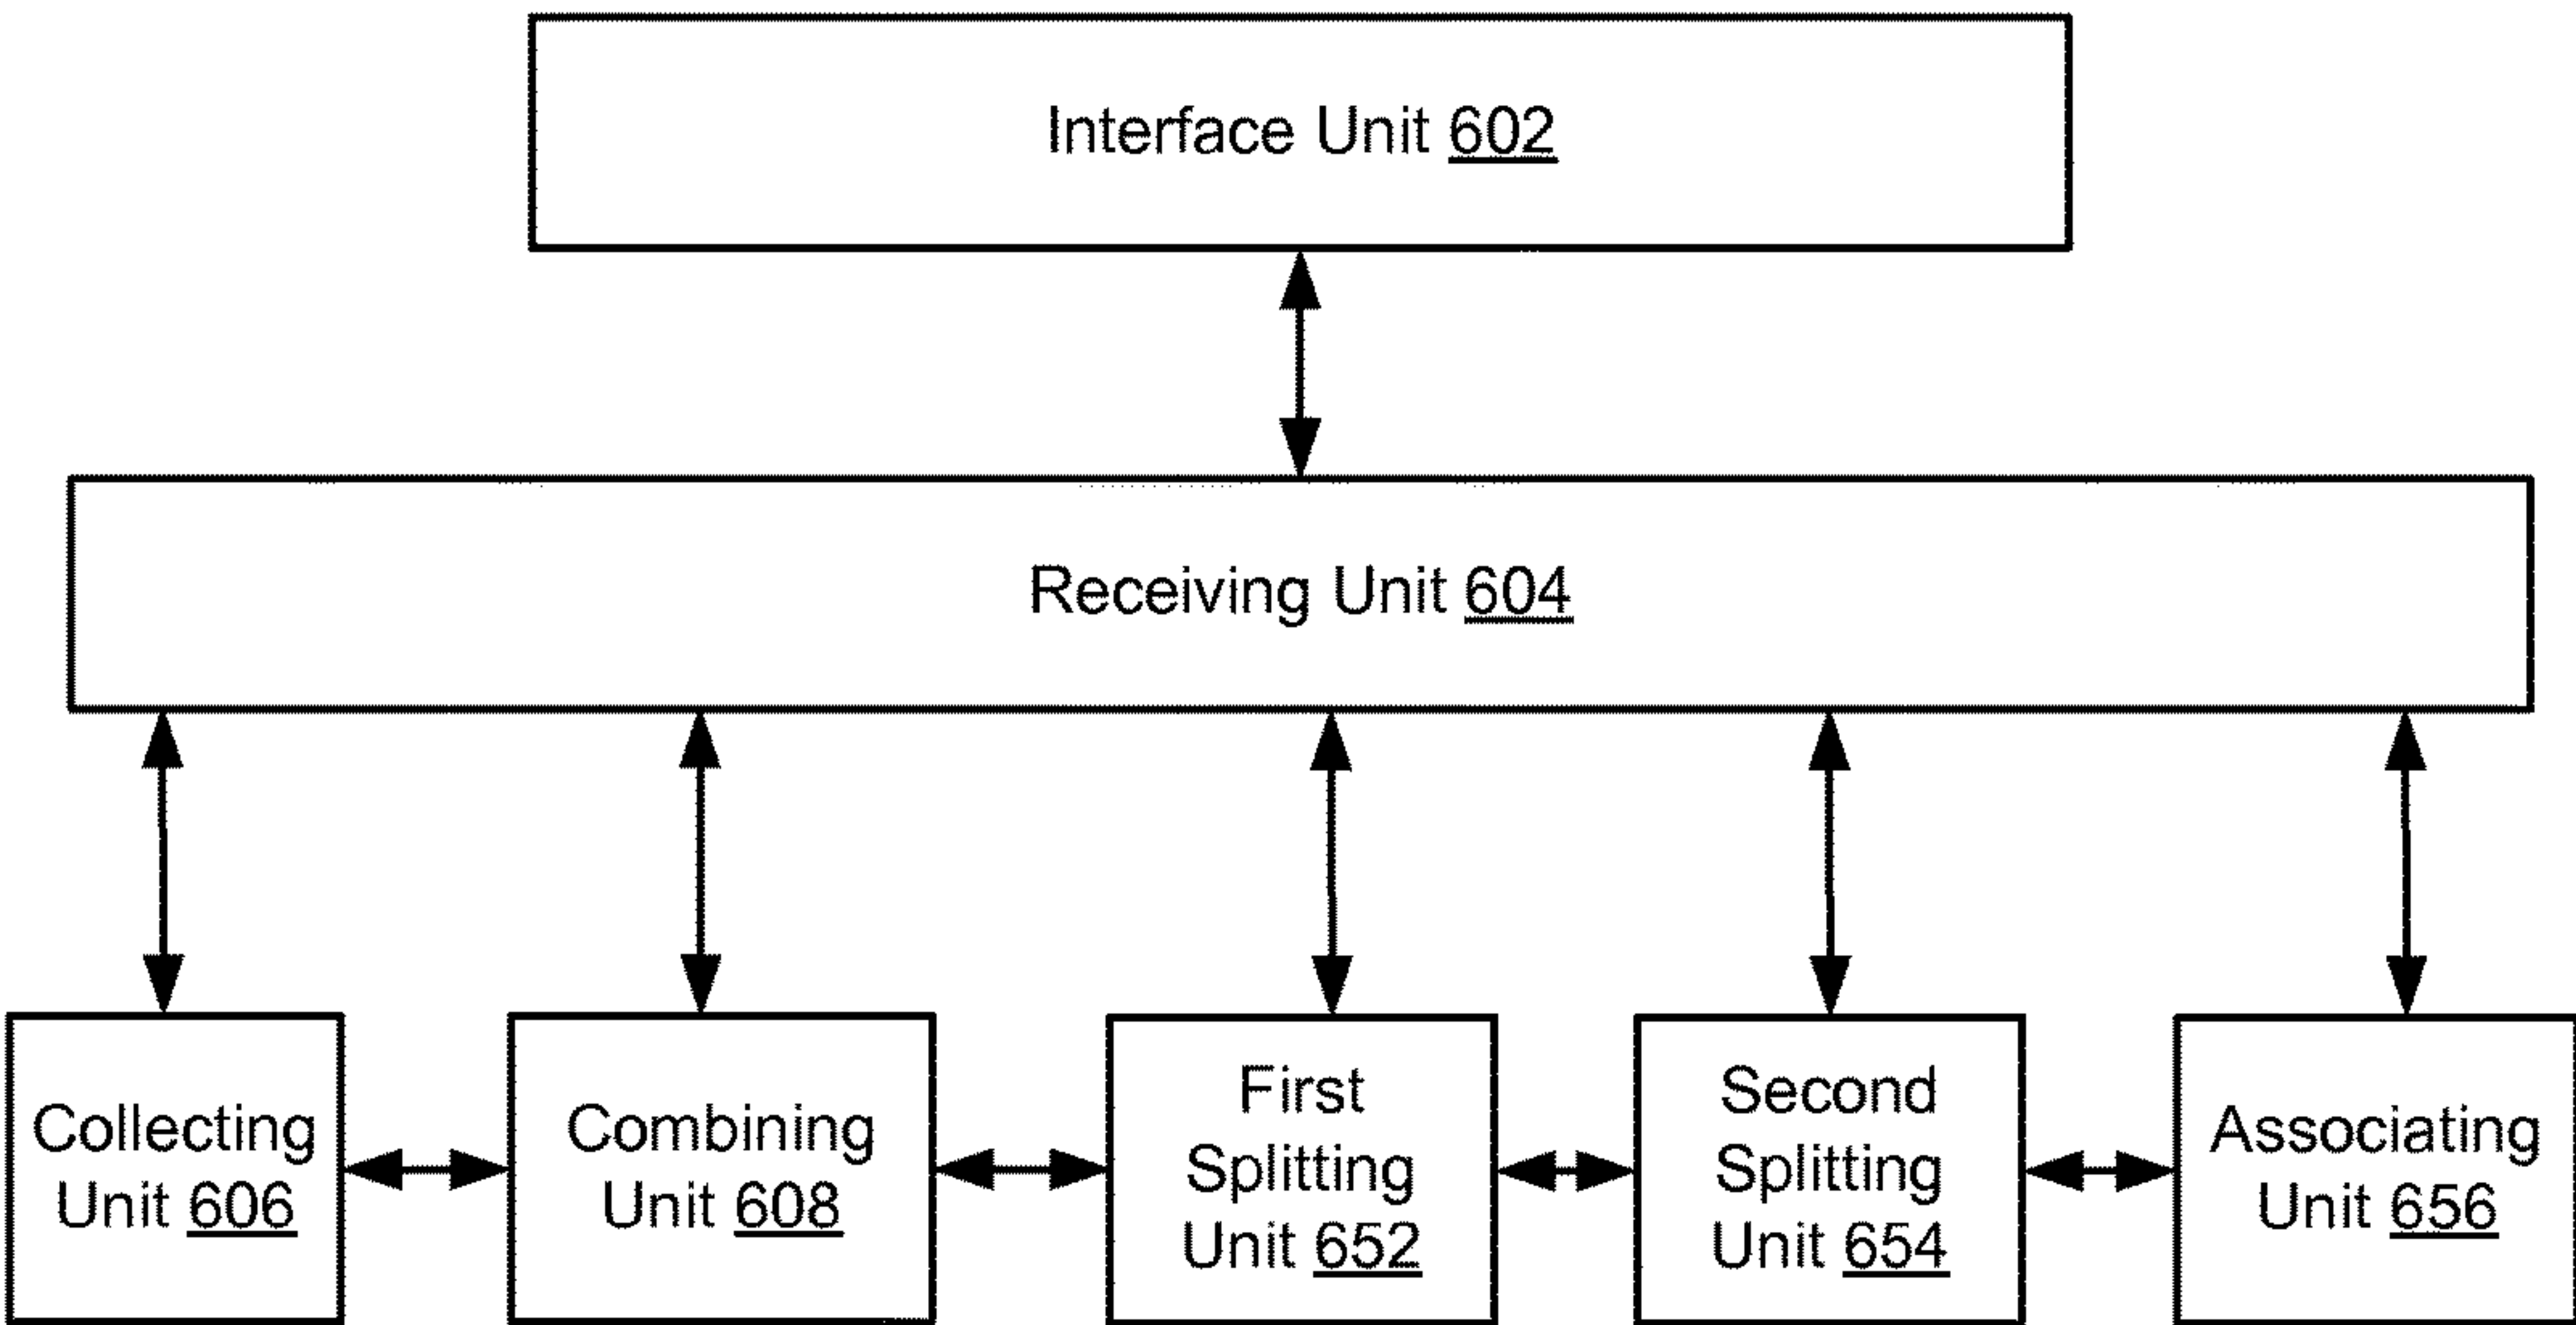 Interface Unit 602
Receiving Unit 604
Collecting
Unit 606
Combining
Unit 608
First
Splitting
Unit 652
Second
Splitting
Unit 654
Associating
Unit 656